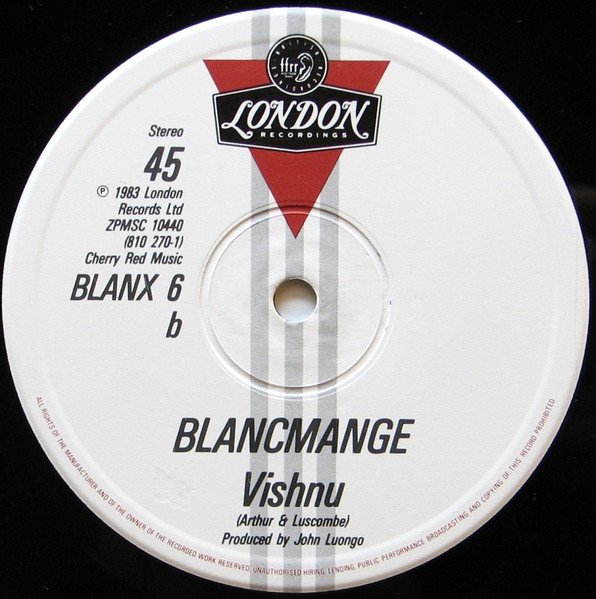 ffrr
LONDON
RECORDINGS
Stereo
45
℗ 1983 London
Records Ltd
ZPMSC 10440
(810 270-1)
Cherry Red Music
BLANX 6
b
BLANCMANGE
Vishnu
(Arthur & Luscombe)
Produced by John Luongo
ALL RIGHTS OF THE MANUFACTURER AND OF THE OWNER OF THE RECORDED WORK RESERVED. UNAUTHORISED HIRING, LENDING, PUBLIC PERFORMANCE BROADCASTING AND COPYING OF THIS RECORD PROHIBITED